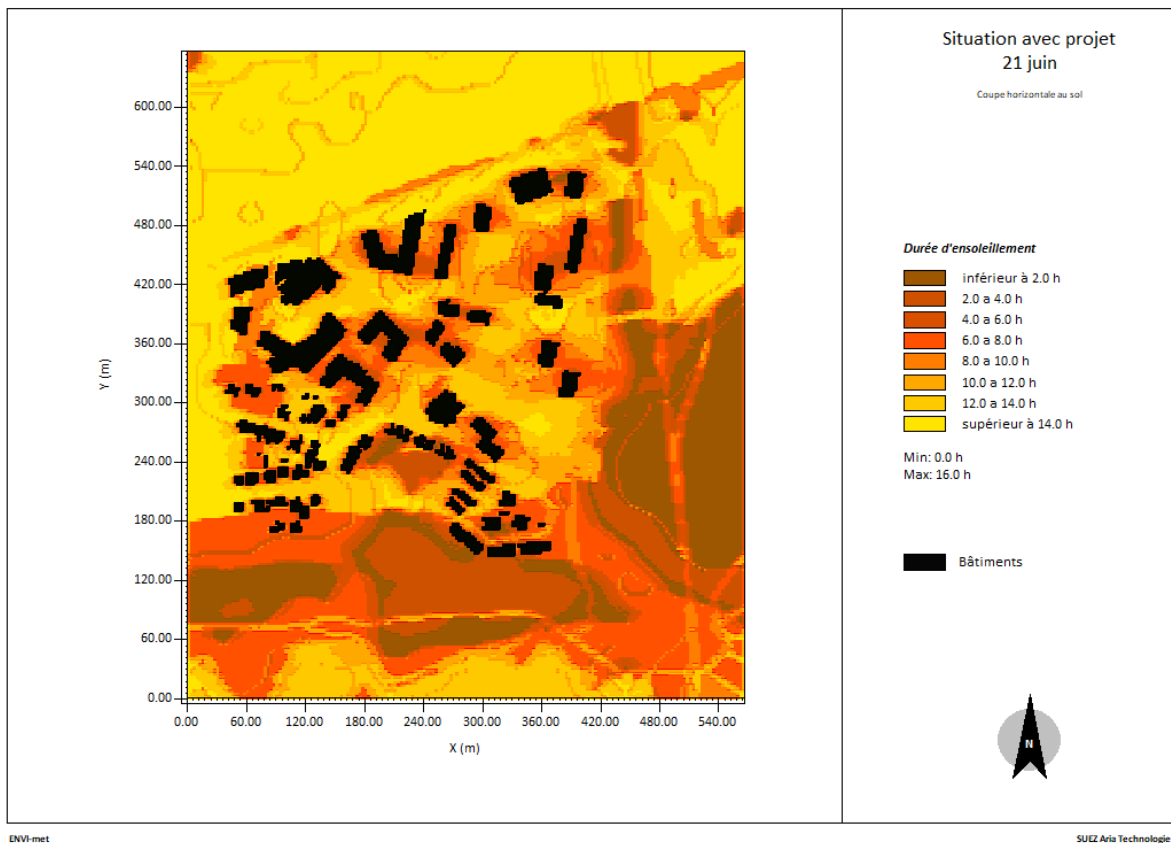 Situation avec projet
21 juin
Coupe horizontale au sol
600.00
540.00
480.00
420.00
360.00
300.00
240.00
180.00
120.00
60.00
0.00
Y (m)
0.00 60.00 120.00 180.00 240.00 300.00 360.00 420.00 480.00 540.00
X (m)
Durée d'ensoleillement
inférieur à 2.0 h
2.0 a 4.0 h
4.0 a 6.0 h
6.0 a 8.0 h
8.0 a 10.0 h
10.0 a 12.0 h
12.0 a 14.0 h
supérieur à 14.0 h
Min: 0.0 h
Max: 16.0 h
Bâtiments
N
ENVI-met
SUEZ Aria Technologie